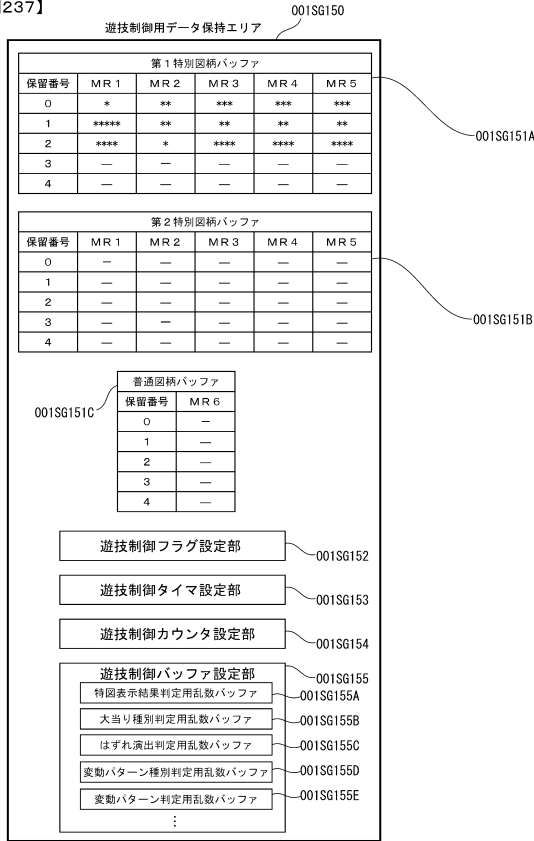 237】
遊技制御用データ保持エリア
001SG150
第1特別図柄バッファ
保留番号 MR1 MR2 MR3 MR4 MR5
0 * ** *** *** ***
1 ***** ** ** ** **
2 **** * **** **** ****
3 — — — — —
4 — — — — —
001SG151A
第2特別図柄バッファ
保留番号 MR1 MR2 MR3 MR4 MR5
0 — — — — —
1 — — — — —
2 — — — — —
3 — — — — —
4 — — — — —
001SG151B
普通図柄バッファ
保留番号 MR6
0 —
1 —
2 —
3 —
4 —
001SG151C
遊技制御フラグ設定部
001SG152
遊技制御タイマ設定部
001SG153
遊技制御カウンタ設定部
001SG154
遊技制御バッファ設定部
001SG155
特図表示結果判定用乱数バッファ
001SG155A
大当り種別判定用乱数バッファ
001SG155B
はずれ演出判定用乱数バッファ
001SG155C
変動パターン種別判定用乱数バッファ
001SG155D
変動パターン判定用乱数バッファ
001SG155E
⋮